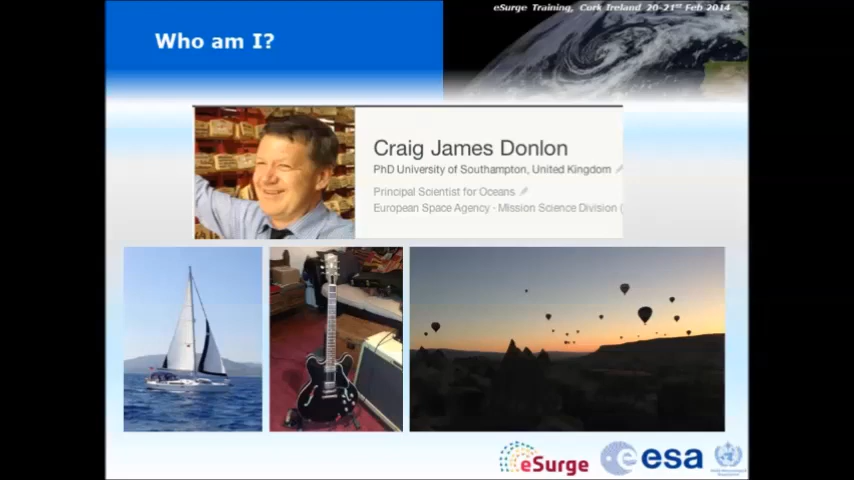 eSurge Training, Cork Ireland 20-21st Feb 2014
Who am I?
Craig James Donlon
PhD University of Southampton, United Kingdom
Principal Scientist for Oceans
European Space Agency · Mission Science Division (
eSurge
esa